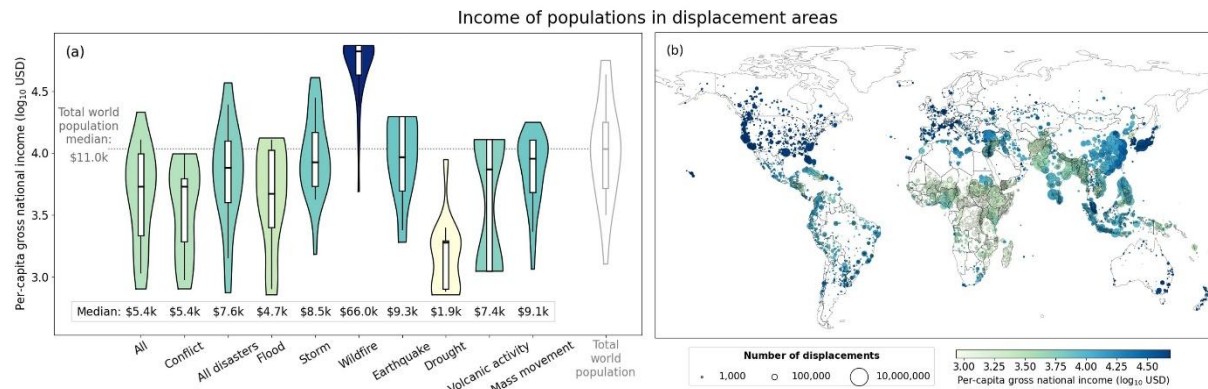 Income of populations in displacement areas
(a)
Per-capita gross national income (log₁₀ USD)
4.5
4.0
3.5
3.0
Total world
population
median:
$11.0k
Median: $5.4k $5.4k $7.6k $4.7k $8.5k $66.0k $9.3k $1.9k $7.4k $9.1k
All
Conflict
All disasters
Flood
Storm
Wildfire
Earthquake
Drought
Volcanic activity
Mass movement
Total
world
population
(b)
Number of displacements
1,000 100,000 10,000,000
3.00 3.25 3.50 3.75 4.00 4.25 4.50
Per-capita gross national income (log₁₀ USD)